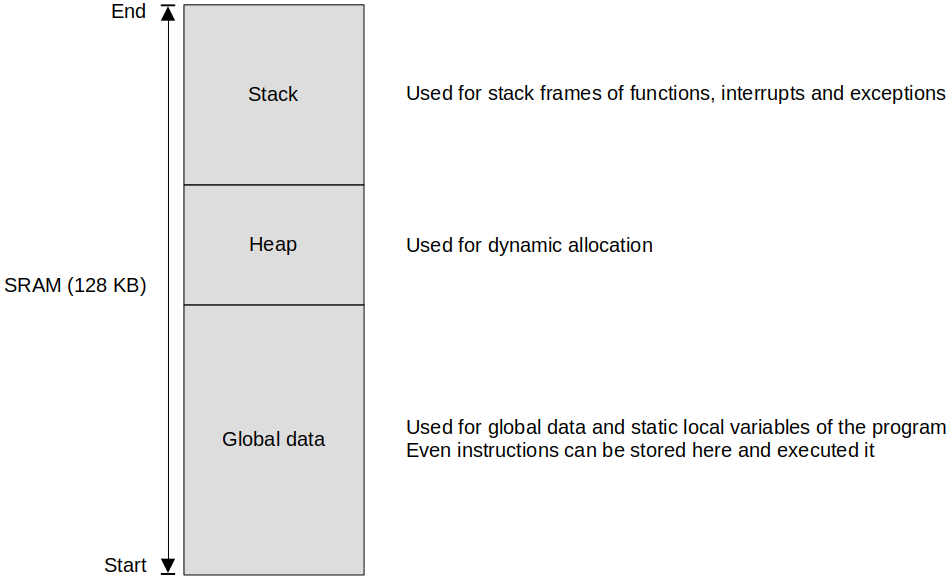 End
Stack
Used for stack frames of functions, interrupts and exceptions
Heap
Used for dynamic allocation
SRAM (128 KB)
Global data
Used for global data and static local variables of the program
Even instructions can be stored here and executed it
Start